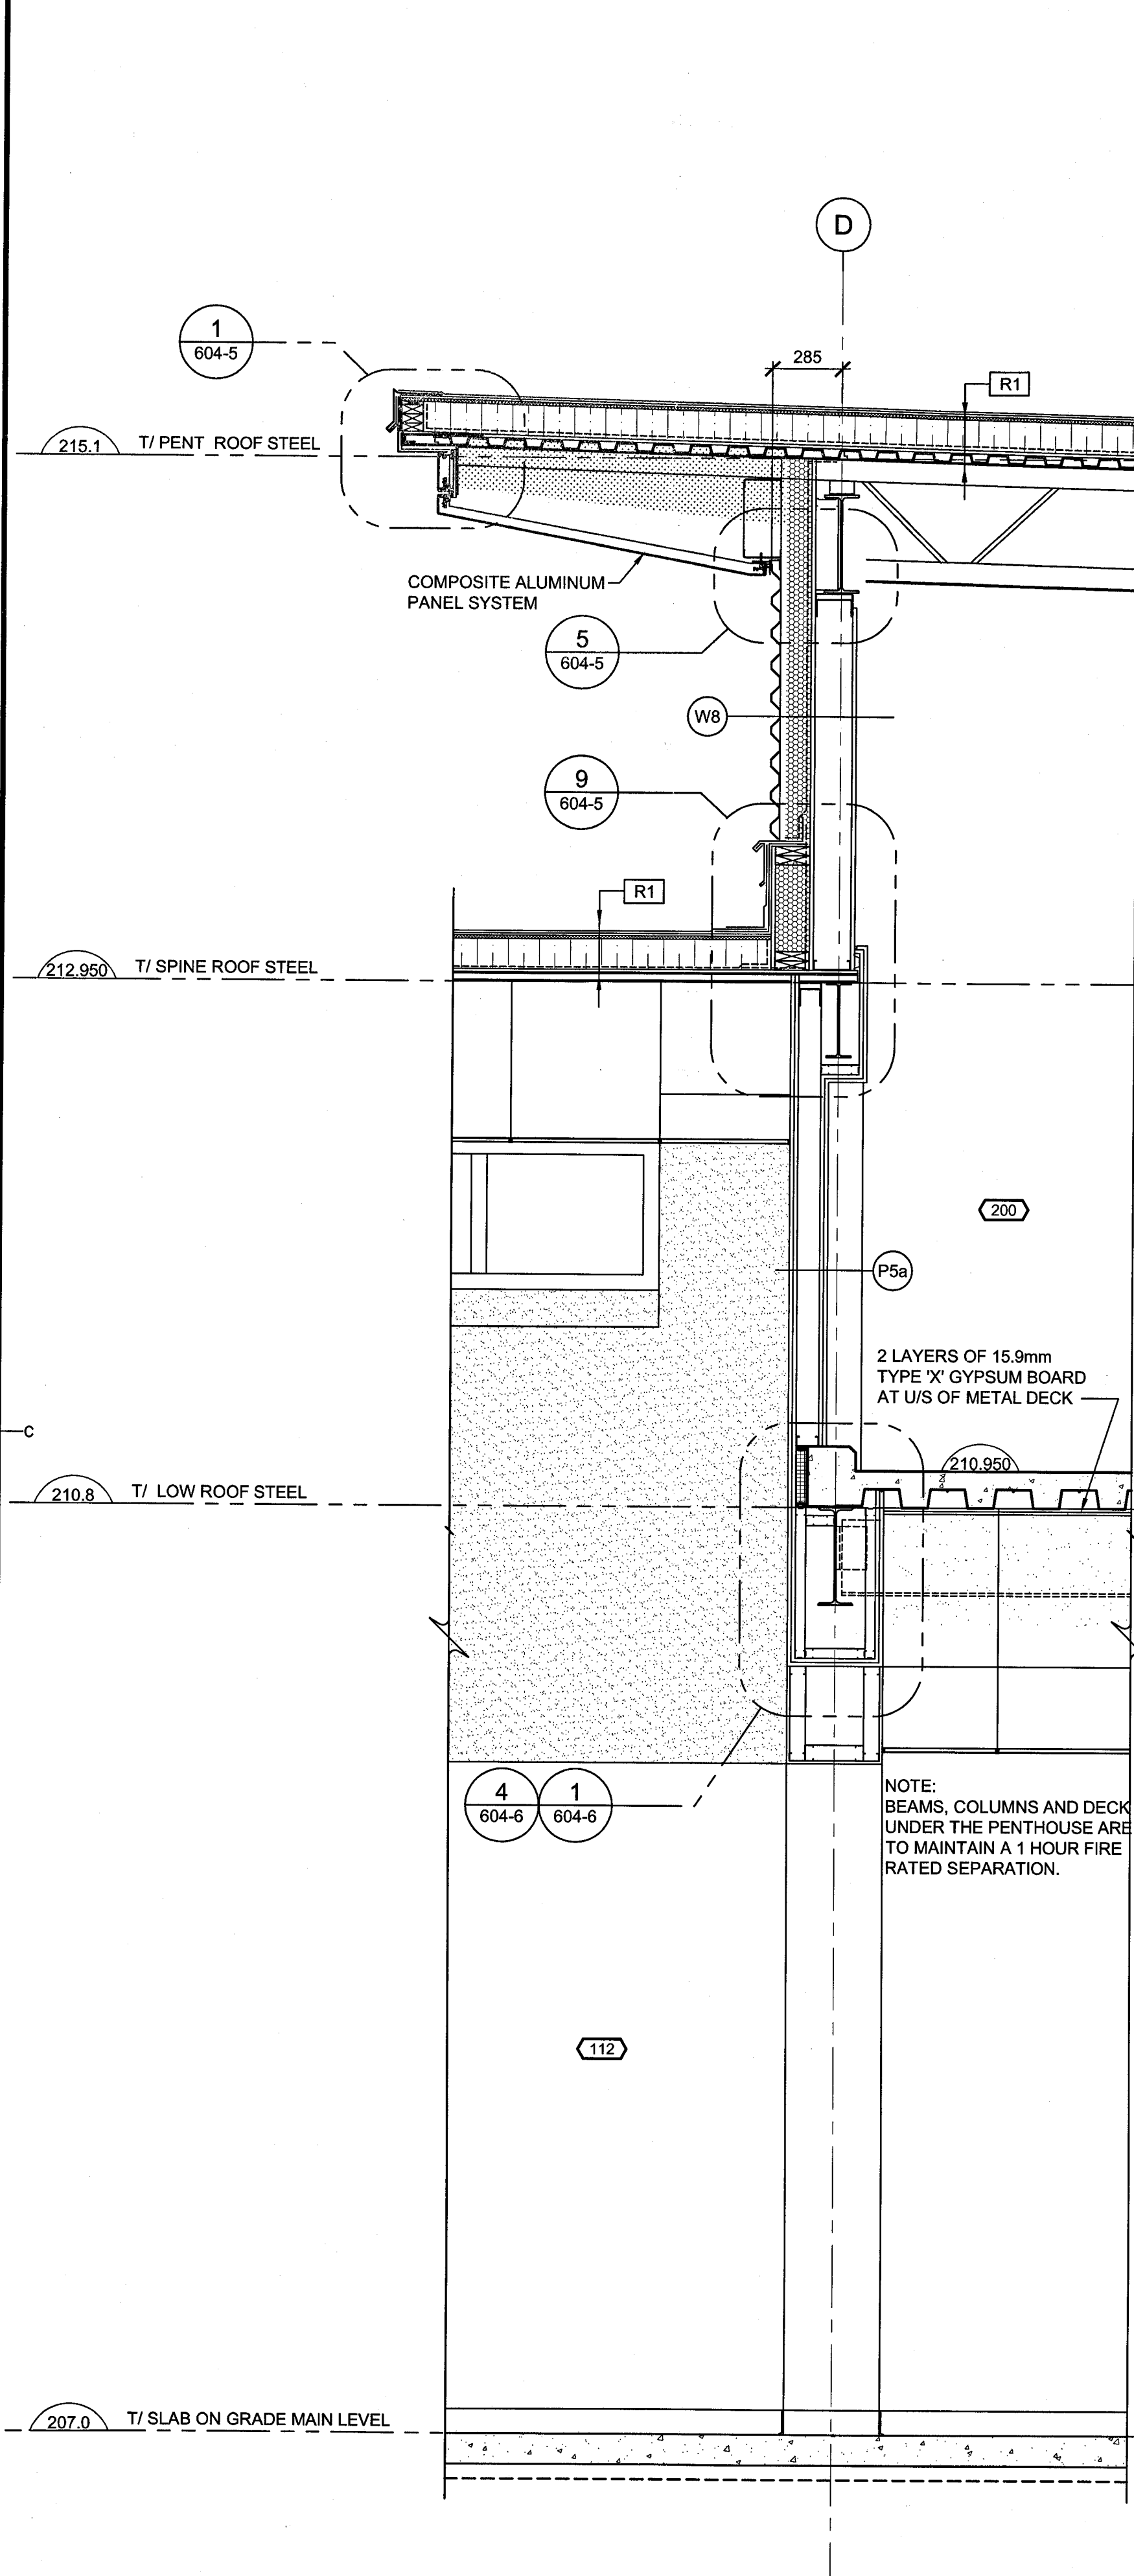 D
1
604-5
285
R1
215.1
T/ PENT ROOF STEEL
COMPOSITE ALUMINUM
PANEL SYSTEM
5
604-5
W8
9
604-5
R1
212.950
T/ SPINE ROOF STEEL
200
P5a
2 LAYERS OF 15.9mm
TYPE 'X' GYPSUM BOARD
AT U/S OF METAL DECK
C
210.950
210.8
T/ LOW ROOF STEEL
4
604-6
1
604-6
NOTE:
BEAMS, COLUMNS AND DECK
UNDER THE PENTHOUSE ARE
TO MAINTAIN A 1 HOUR FIRE
RATED SEPARATION.
112
207.0
T/ SLAB ON GRADE MAIN LEVEL